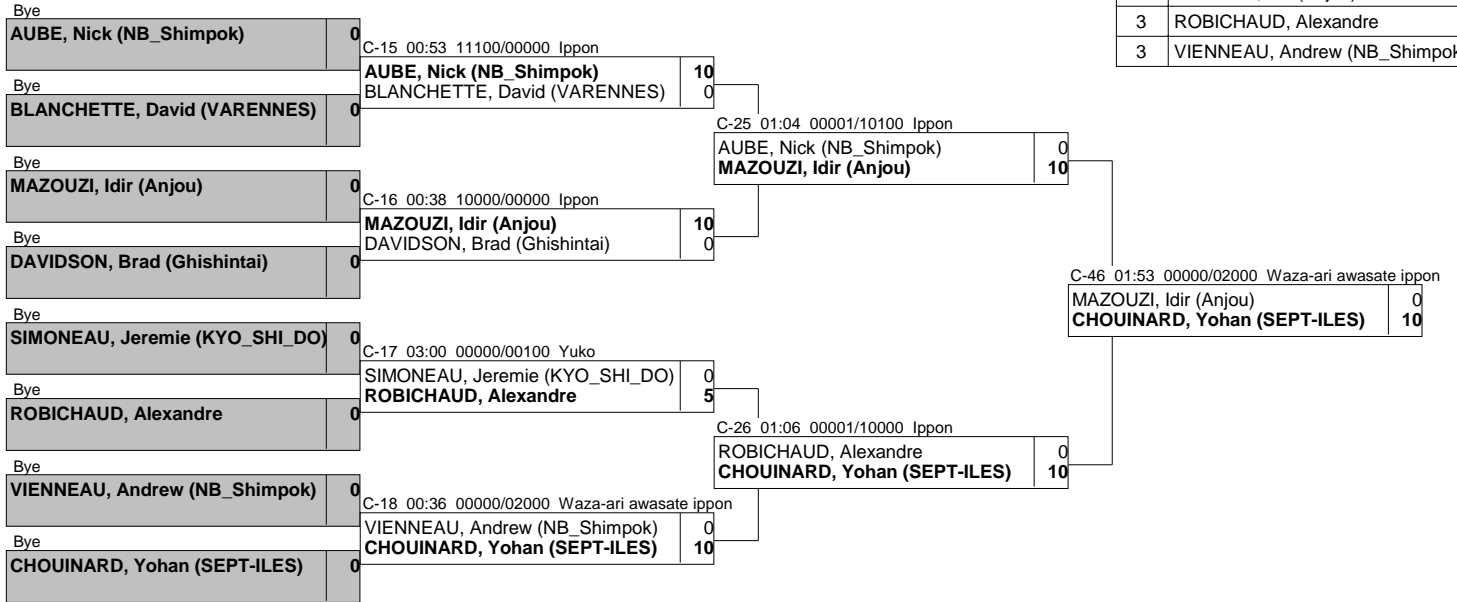 Bye
AUBE, Nick (NB_Shimpok) 0
Bye
BLANCHETTE, David (VARENNES) 0
Bye
MAZOUZI, Idir (Anjou) 0
Bye
DAVIDSON, Brad (Ghishintai) 0
Bye
SIMONEAU, Jeremie (KYO_SHI_DO) 0
Bye
ROBICHAUD, Alexandre 0
Bye
VIENNEAU, Andrew (NB_Shimpok) 0
Bye
CHOUINARD, Yohan (SEPT-ILES) 0
C-15 00:53 11100/00000 Ippon
AUBE, Nick (NB_Shimpok) 10
BLANCHETTE, David (VARENNES) 0
C-16 00:38 10000/00000 Ippon
MAZOUZI, Idir (Anjou) 10
DAVIDSON, Brad (Ghishintai) 0
C-17 03:00 00000/00100 Yuko
SIMONEAU, Jeremie (KYO_SHI_DO) 0
ROBICHAUD, Alexandre 5
C-18 00:36 00000/02000 Waza-ari awasate ippon
VIENNEAU, Andrew (NB_Shimpok) 0
CHOUINARD, Yohan (SEPT-ILES) 10
C-25 01:04 00001/10100 Ippon
AUBE, Nick (NB_Shimpok) 0
MAZOUZI, Idir (Anjou) 10
C-26 01:06 00001/10000 Ippon
ROBICHAUD, Alexandre 0
CHOUINARD, Yohan (SEPT-ILES) 10
C-46 01:53 00000/02000 Waza-ari awasate ippon
MAZOUZI, Idir (Anjou) 0
CHOUINARD, Yohan (SEPT-ILES) 10
3 ROBICHAUD, Alexandre
3 VIENNEAU, Andrew (NB_Shimpok